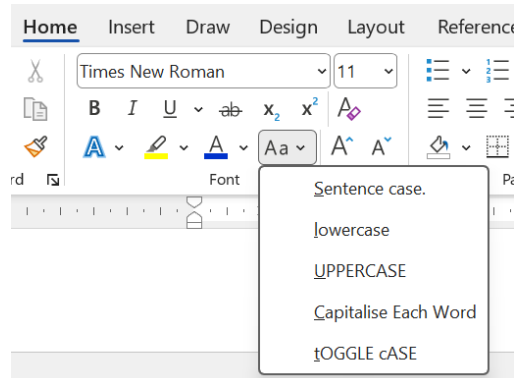 Home Insert Draw Design Layout Reference
Times New Roman 11
B I U ab x2 x2 A
A A Aa A A
rd Font Pa
Sentence case.
lowercase
UPPERCASE
Capitalise Each Word
tOGGLE cASE